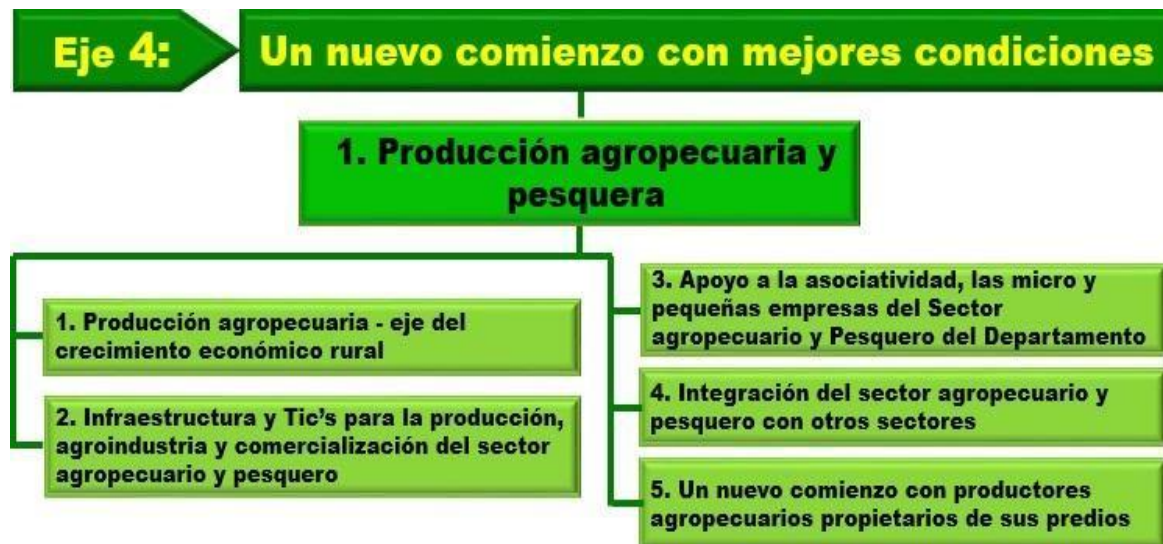 Eje 4:
Un nuevo comienzo con mejores condiciones
1. Producción agropecuaria y
pesquera
1. Producción agropecuaria - eje del
crecimiento económico rural
2. Infraestructura y Tic's para la producción,
agroindustria y comercialización del sector
agropecuario y pesquero
3. Apoyo a la asociatividad, las micro y
pequeñas empresas del Sector
agropecuario y Pesquero del Departamento
4. Integración del sector agropecuario y
pesquero con otros sectores
5. Un nuevo comienzo con productores
agropecuarios propietarios de sus predios